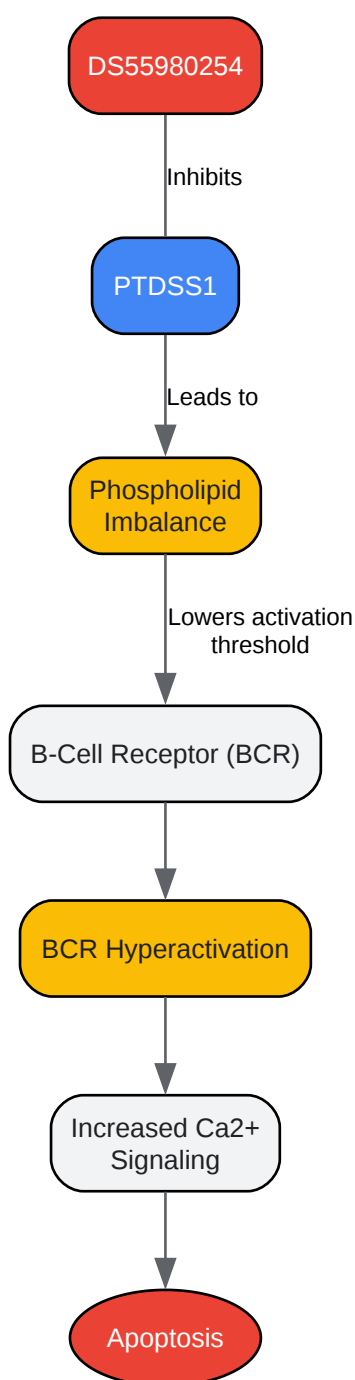 DS55980254
Inhibits
PTDSS1
Leads to
Phospholipid
Imbalance
Lowers activation
threshold
B-Cell Receptor (BCR)
BCR Hyperactivation
Increased Ca2+
Signaling
Apoptosis